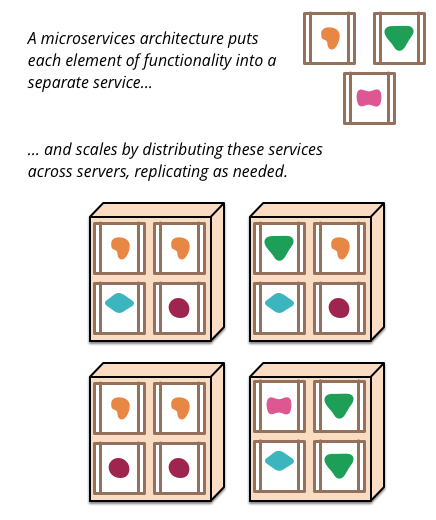 A microservices architecture puts
each element of functionality into a
separate service...
... and scales by distributing these services
across servers, replicating as needed.